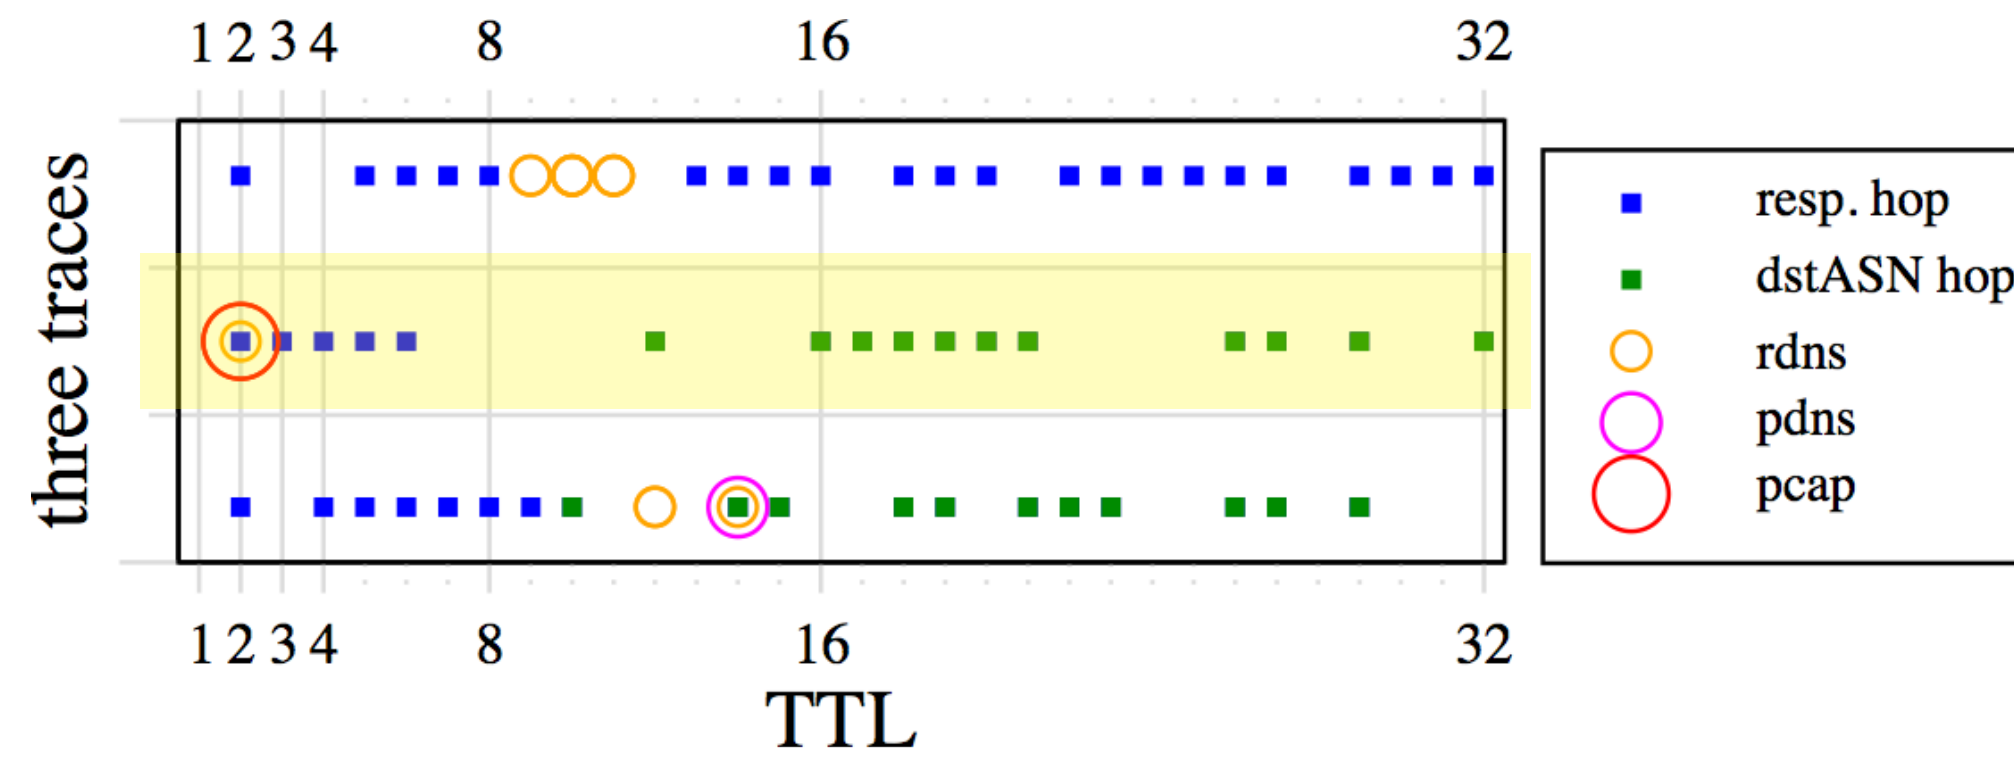 1 2 3 4 8 16 32
three traces
resp. hop
dstASN hop
rdns
pdns
pcap
1 2 3 4 8 16 32
TTL